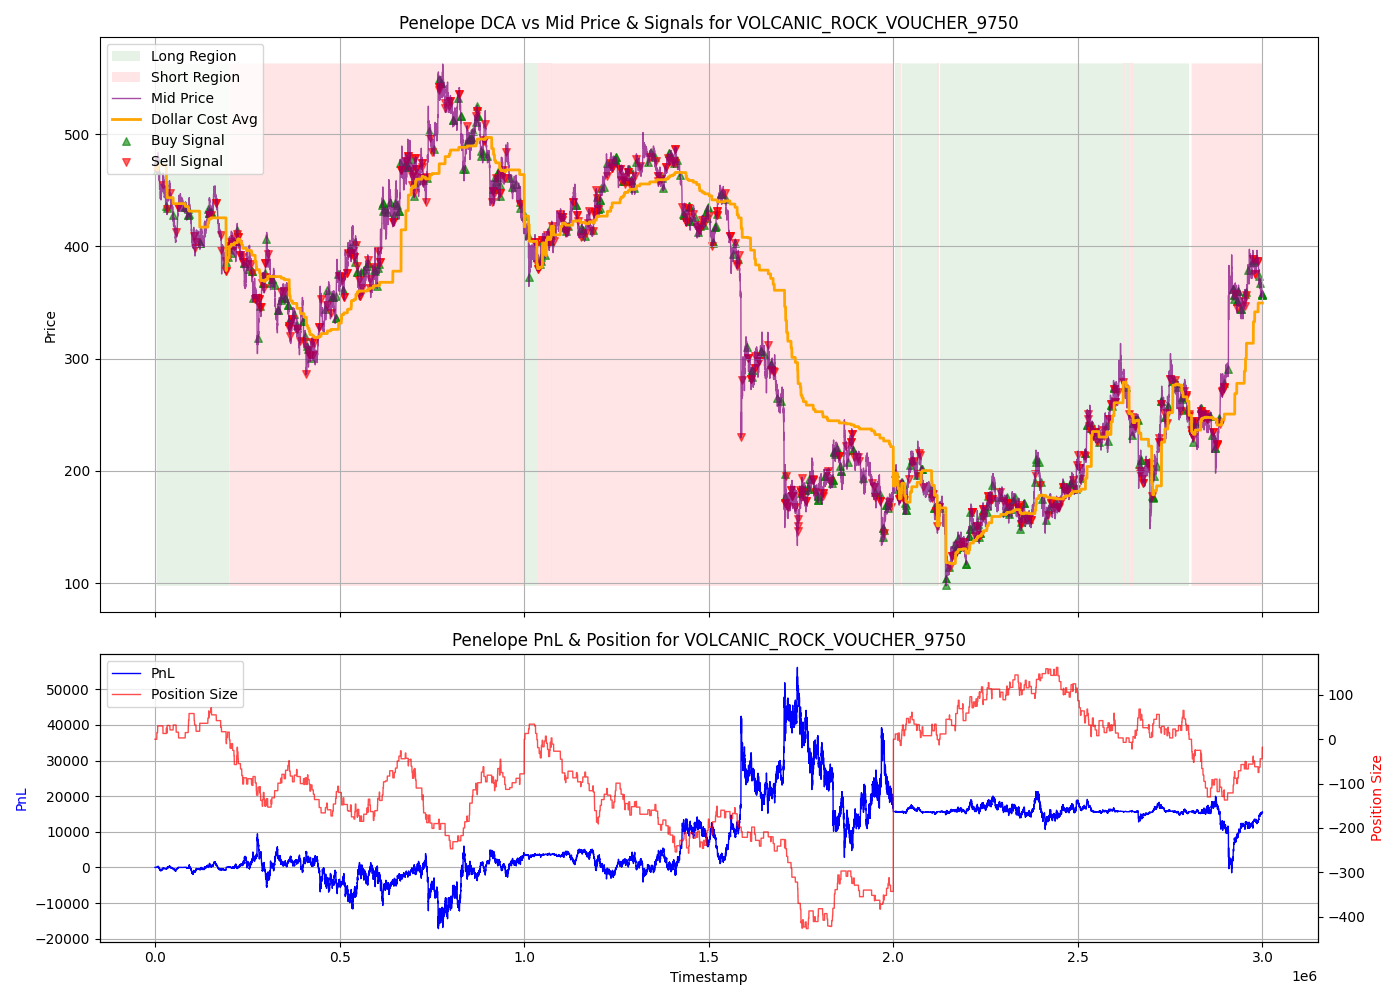 Penelope DCA vs Mid Price & Signals for VOLCANIC_ROCK_VOUCHER_9750
Long Region
Short Region
Mid Price
Dollar Cost Avg
Buy Signal
Sell Signal
500
400
300
200
100
Price
Penelope PnL & Position for VOLCANIC_ROCK_VOUCHER_9750
PnL
Position Size
50000
40000
30000
20000
10000
0
−10000
−20000
PnL
100
0
−100
−200
−300
−400
Position Size
0.0
0.5
1.0
1.5
2.0
2.5
3.0
1e6
Timestamp